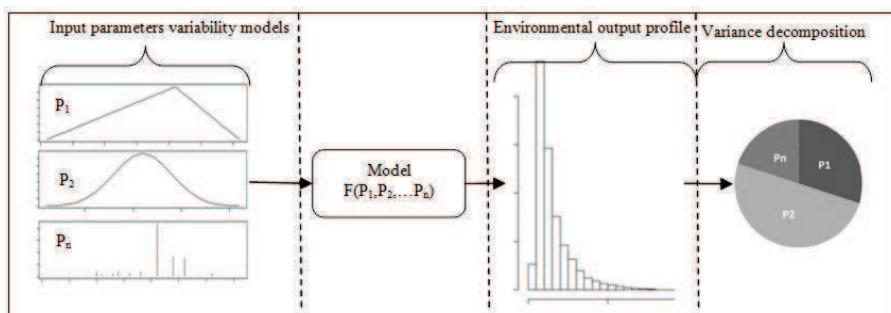 Input parameters variability models
Environmental output profile
Variance decomposition
P1
P2
Pn
Model
F(P1,P2,…Pn)
Pn
P1
P2